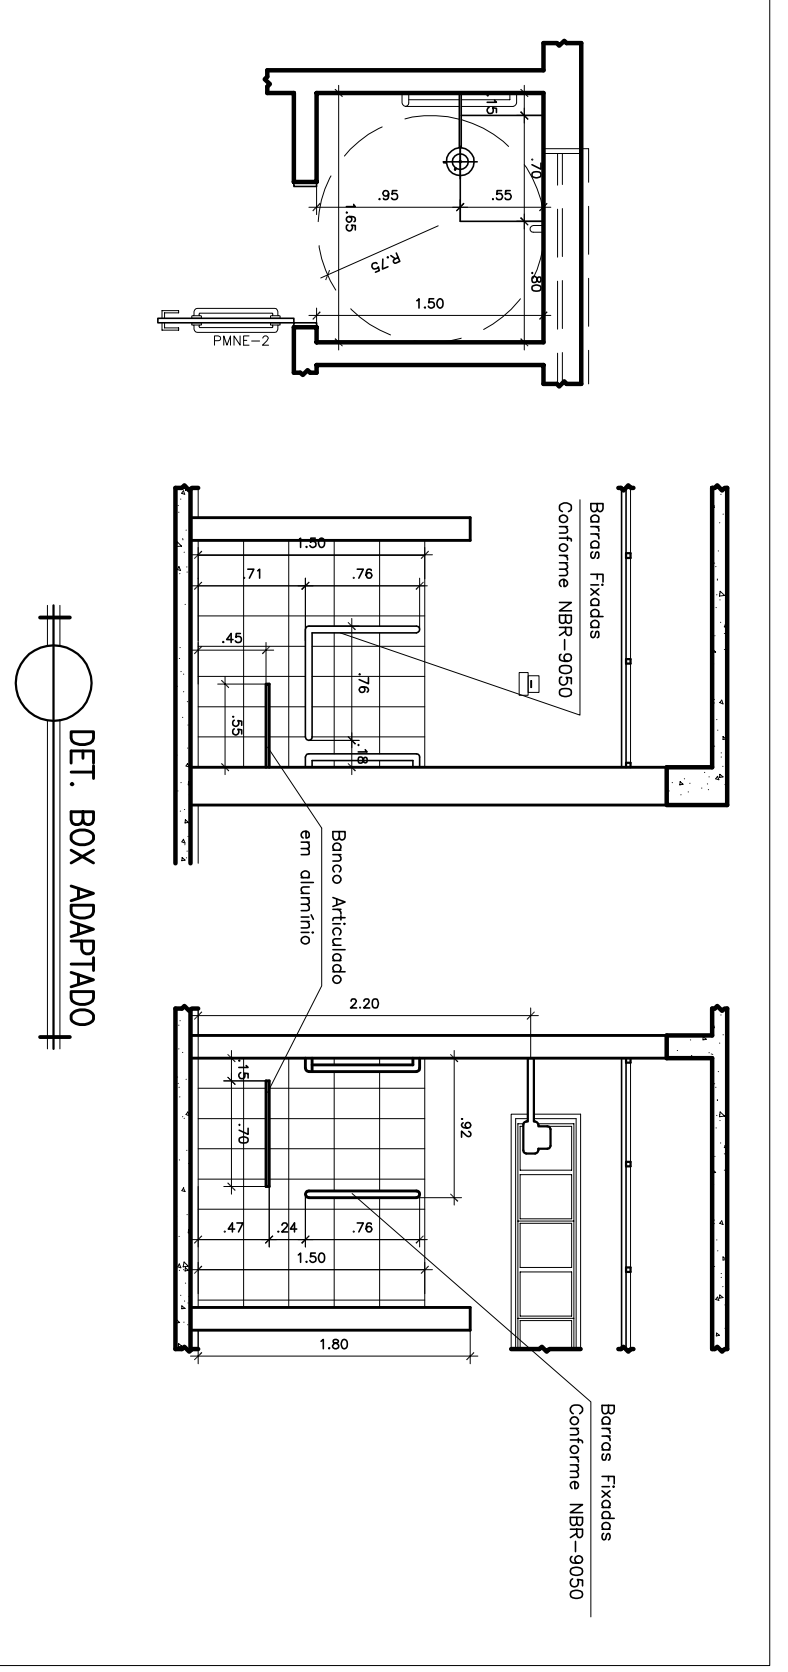 .15
.70
.95
.55
1.65
R.75
.80
1.50
PMNE-2
Barras Fixadas
Conforme NBR-9050
1.50
.71
.76
.45
.76
.55
.18
Banco Articulado
em alumínio
2.20
.15
.92
.70
.47
.24
.76
1.50
1.80
Barras Fixadas
Conforme NBR-9050
DET. BOX ADAPTADO